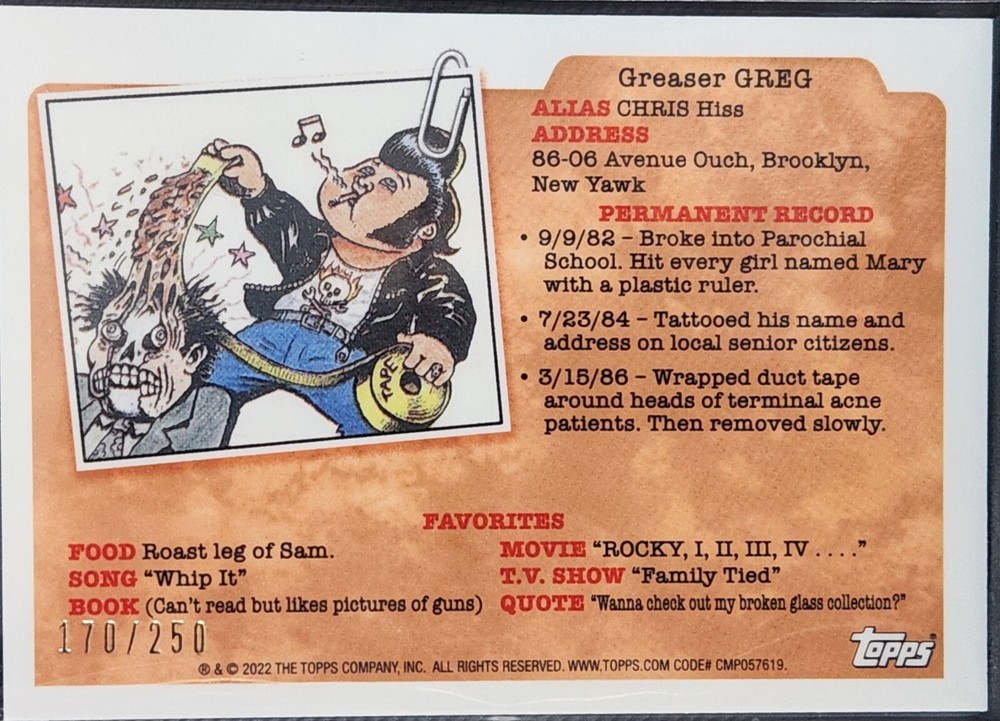 Greaser GREG
ALIAS CHRIS Hiss
ADDRESS
86-06 Avenue Ouch, Brooklyn,
New Yawk
PERMANENT RECORD
• 9/9/82 – Broke into Parochial
School. Hit every girl named Mary
with a plastic ruler.
• 7/23/84 – Tattooed his name and
address on local senior citizens.
• 3/15/86 – Wrapped duct tape
around heads of terminal acne
patients. Then removed slowly.
TAPE
FAVORITES
FOOD Roast leg of Sam.
SONG “Whip It”
BOOK (Can't read but likes pictures of guns)
MOVIE “ROCKY, I, II, III, IV . . . .”
T.V. SHOW “Family Tied”
QUOTE “Wanna check out my broken glass collection?”
170/250
® & © 2022 THE TOPPS COMPANY, INC. ALL RIGHTS RESERVED. WWW.TOPPS.COM CODE# CMP057619.
topps®